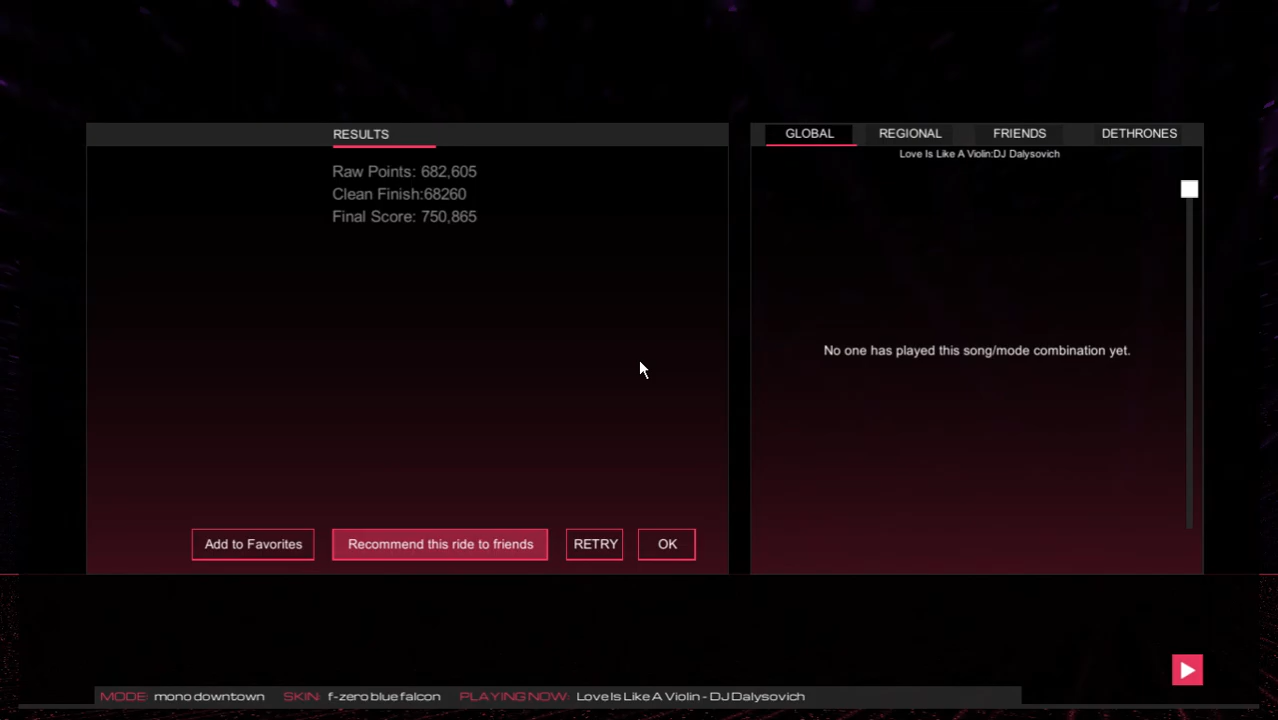 RESULTS
Raw Points: 682,605
Clean Finish:68260
Final Score: 750,865
Add to Favorites
Recommend this ride to friends
RETRY
OK
GLOBAL REGIONAL FRIENDS DETHRONES
Love Is Like A Violin:DJ Dalysovich
No one has played this song/mode combination yet.
MODE: mono downtown SKIN: f-zero blue falcon PLAYING NOW: Love Is Like A Violin - DJ Dalysovich